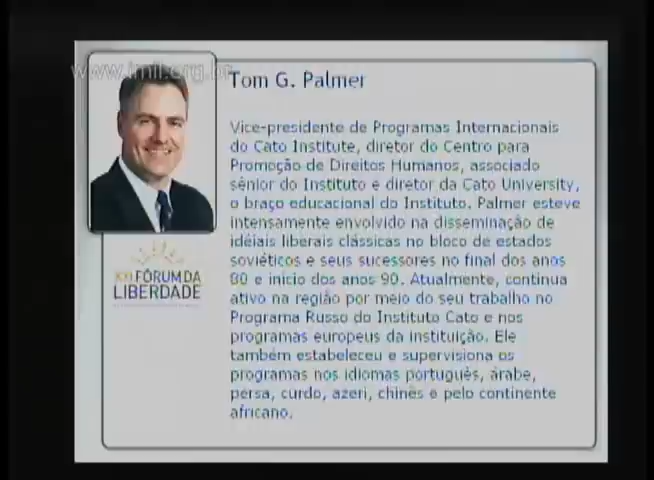 www.imil.org.br
Tom G. Palmer
Vice-presidente de Programas Internacionais
do Cato Institute, diretor do Centro para
Promoção de Direitos Humanos, associado
sênior do Instituto e diretor da Cato University,
o braço educacional do Instituto. Palmer esteve
intensamente envolvido na disseminação de
idéiais liberais clássicas no bloco de estados
soviéticos e seus sucessores no final dos anos
80 e início dos anos 90. Atualmente, continua
ativo na região por meio do seu trabalho no
Programa Russo do Instituto Cato e nos
programas europeus da instituição. Ele
também estabeleceu e supervisiona os
programas nos idiomas português, árabe,
persa, curdo, azeri, chinês e pelo continente
africano.
XXII FÓRUM DA
LIBERDADE